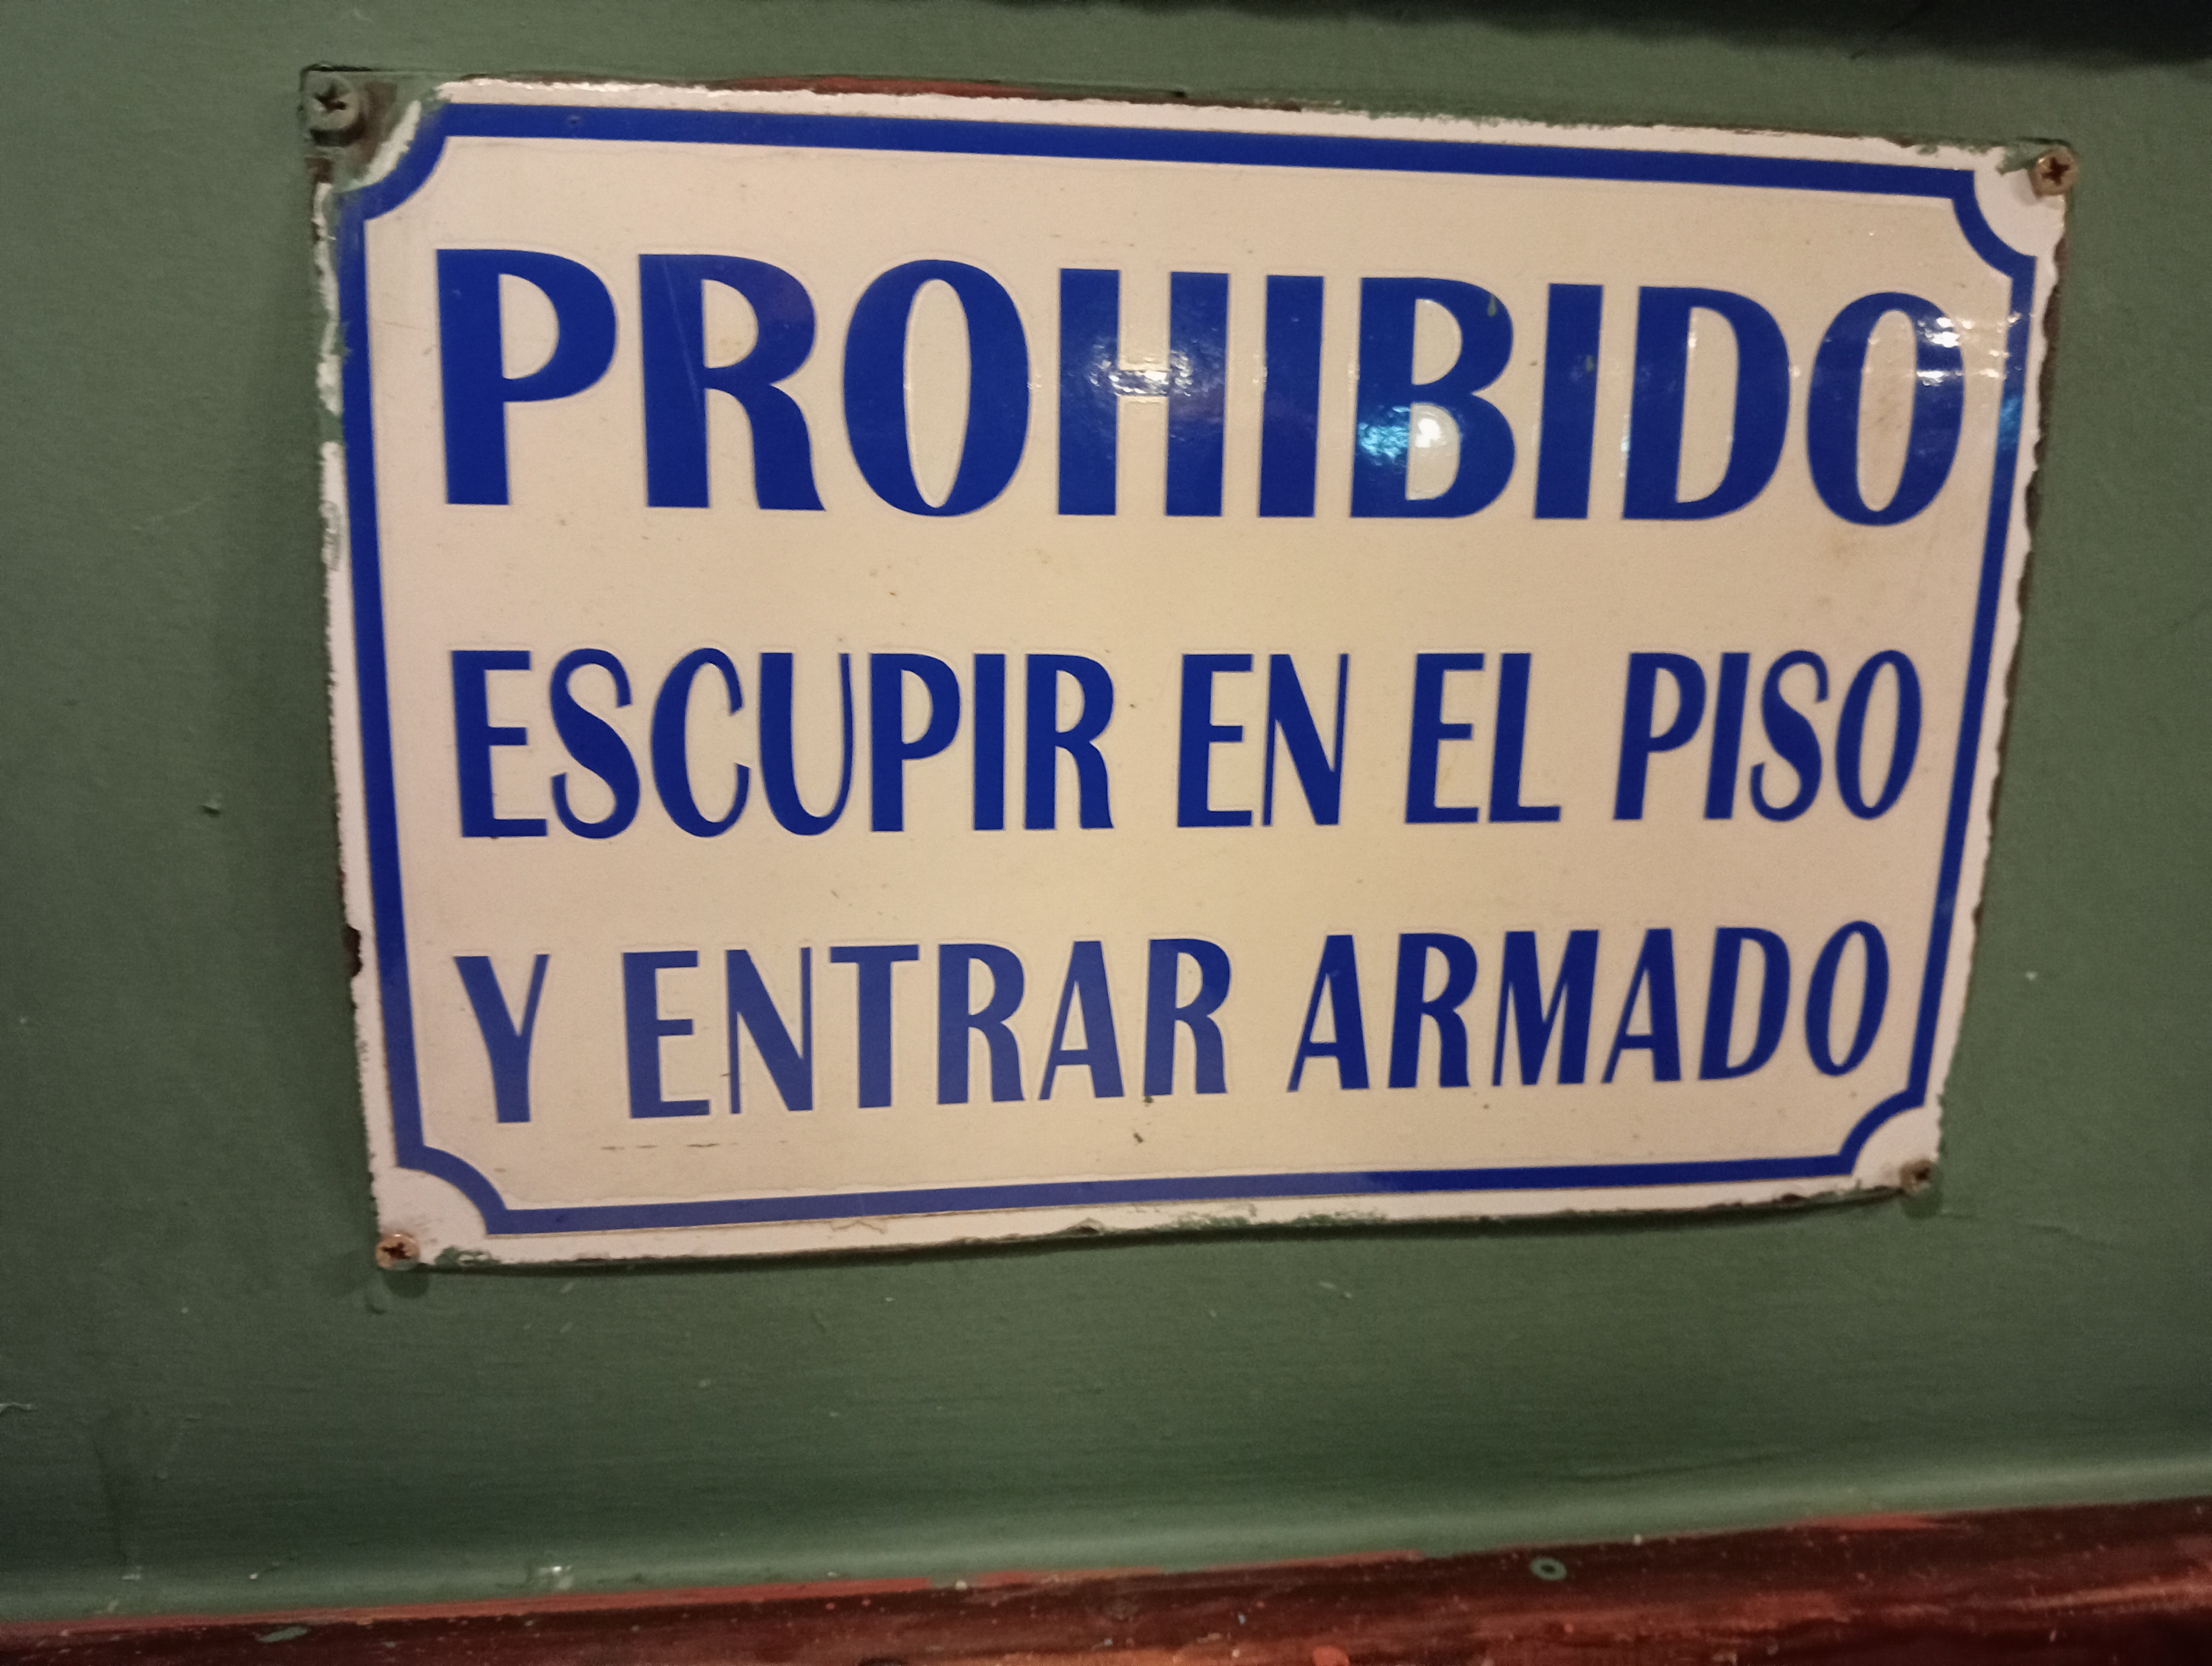 PROHIBIDO
ESCUPIR EN EL PISO
Y ENTRAR ARMADO